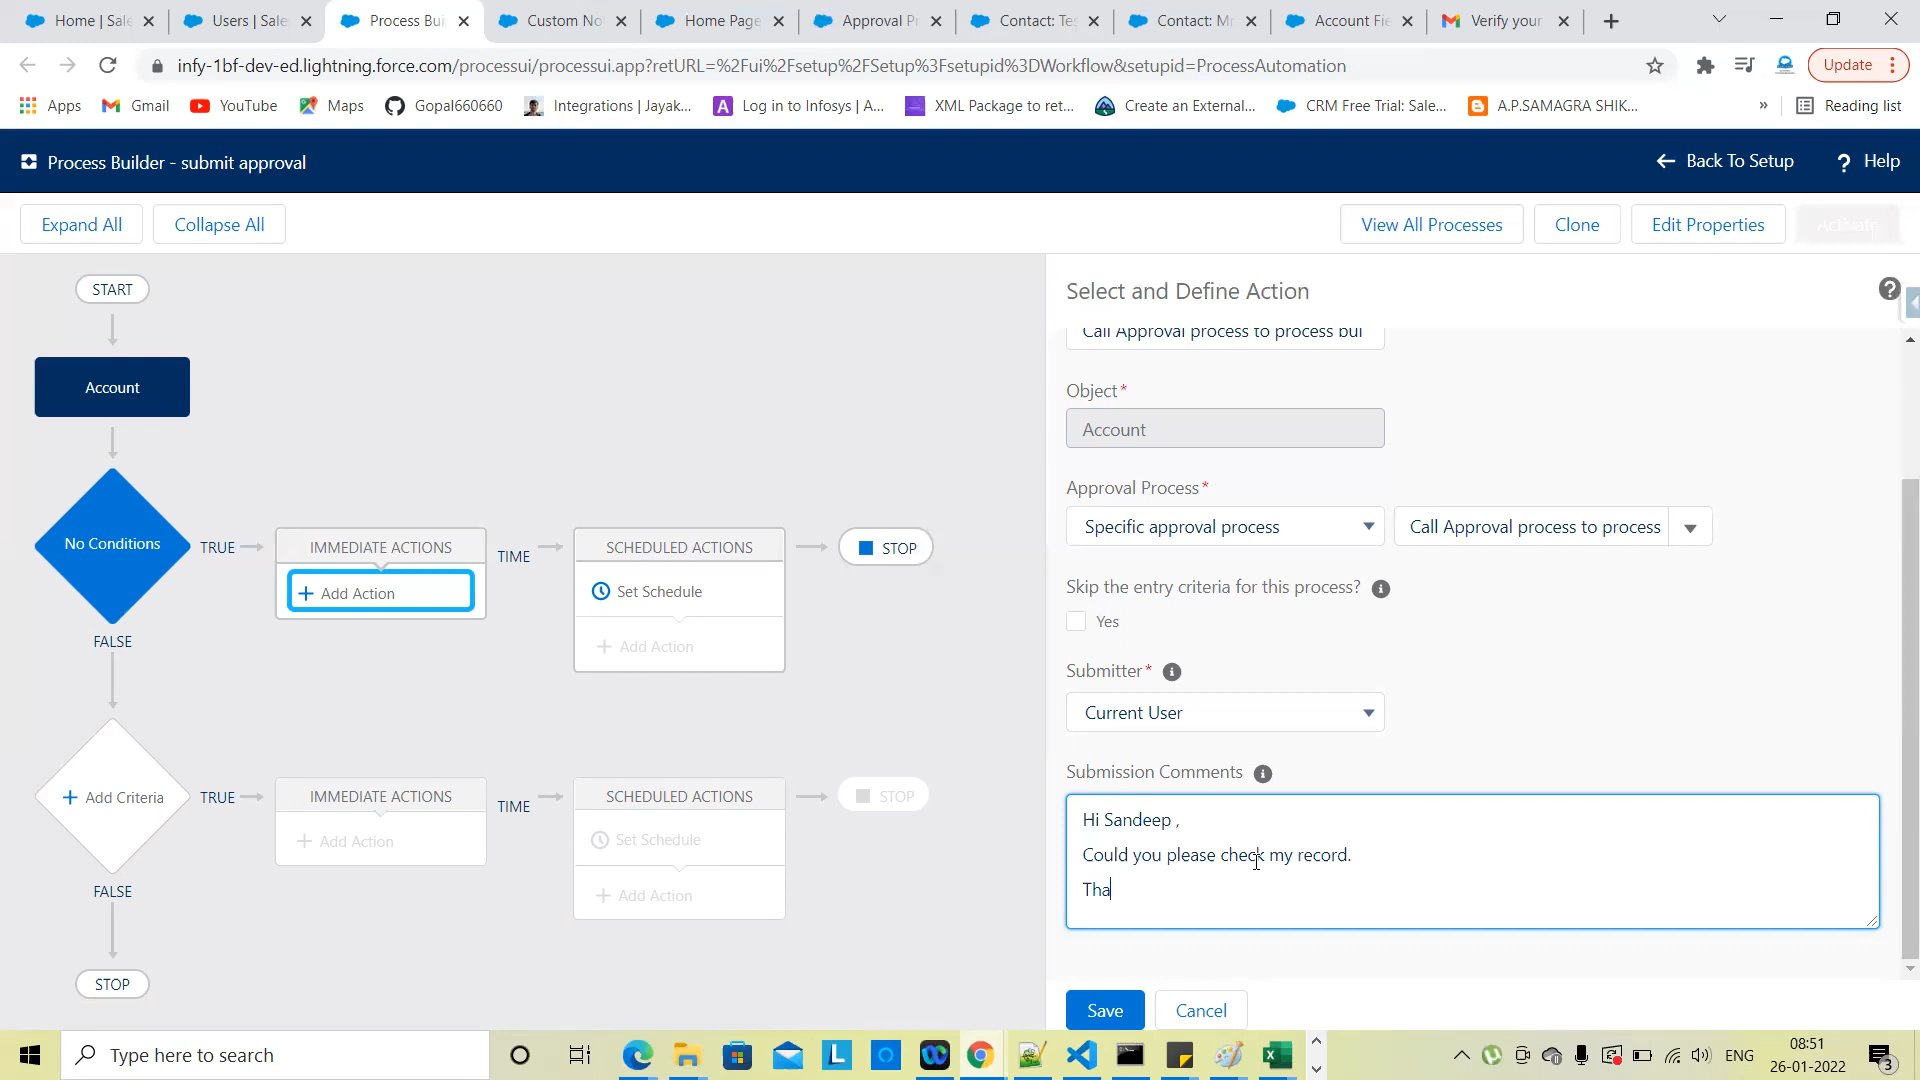 Home | Sale
Users | Sale
Process Bui
Custom No
Home Page
Approval Pr
Contact: Te
Contact: Mr
Account Fie
Verify your
infy-1bf-dev-ed.lightning.force.com/processui/processui.app?retURL=%2Fui%2Fsetup%2FSetup%3Fsetupid%3DWorkflow&setupid=ProcessAutomation
Update
Apps
Gmail
YouTube
Maps
Gopal660660
Integrations | Jayak...
Log in to Infosys | A...
XML Package to ret...
Create an External...
CRM Free Trial: Sale...
A.P.SAMAGRA SHIK...
»
Reading list
Process Builder - submit approval
Back To Setup
? Help
Expand All
Collapse All
View All Processes
Clone
Edit Properties
Activate
START
Account
No Conditions
TRUE
IMMEDIATE ACTIONS
+ Add Action
TIME
SCHEDULED ACTIONS
Set Schedule
+ Add Action
STOP
FALSE
+ Add Criteria
TRUE
IMMEDIATE ACTIONS
+ Add Action
TIME
SCHEDULED ACTIONS
Set Schedule
+ Add Action
STOP
FALSE
STOP
Select and Define Action
Call Approval process to process bui
Object*
Account
Approval Process*
Specific approval process
Call Approval process to process
Skip the entry criteria for this process?
Yes
Submitter*
Current User
Submission Comments
Hi Sandeep ,
Could you please check my record.
Tha
Save
Cancel
Type here to search
ENG
08:51
26-01-2022
3